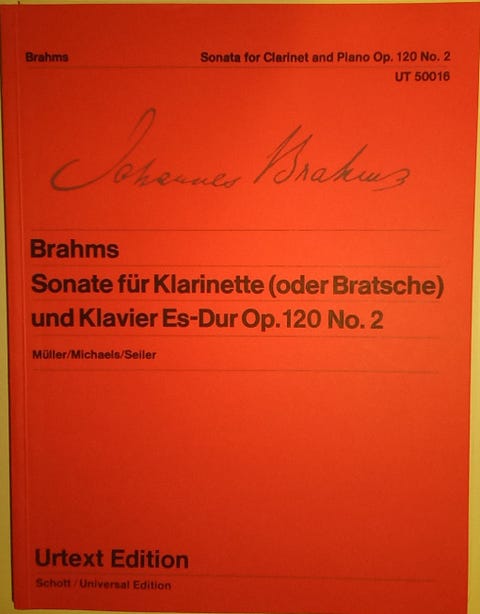 Brahms Sonata for Clarinet and Piano Op. 120 No. 2
UT 50016
Johannes Brahms
Brahms
Sonate für Klarinette (oder Bratsche)
und Klavier Es-Dur Op. 120 No. 2
Müller/Michaels/Seiler
Urtext Edition
Schott / Universal Edition